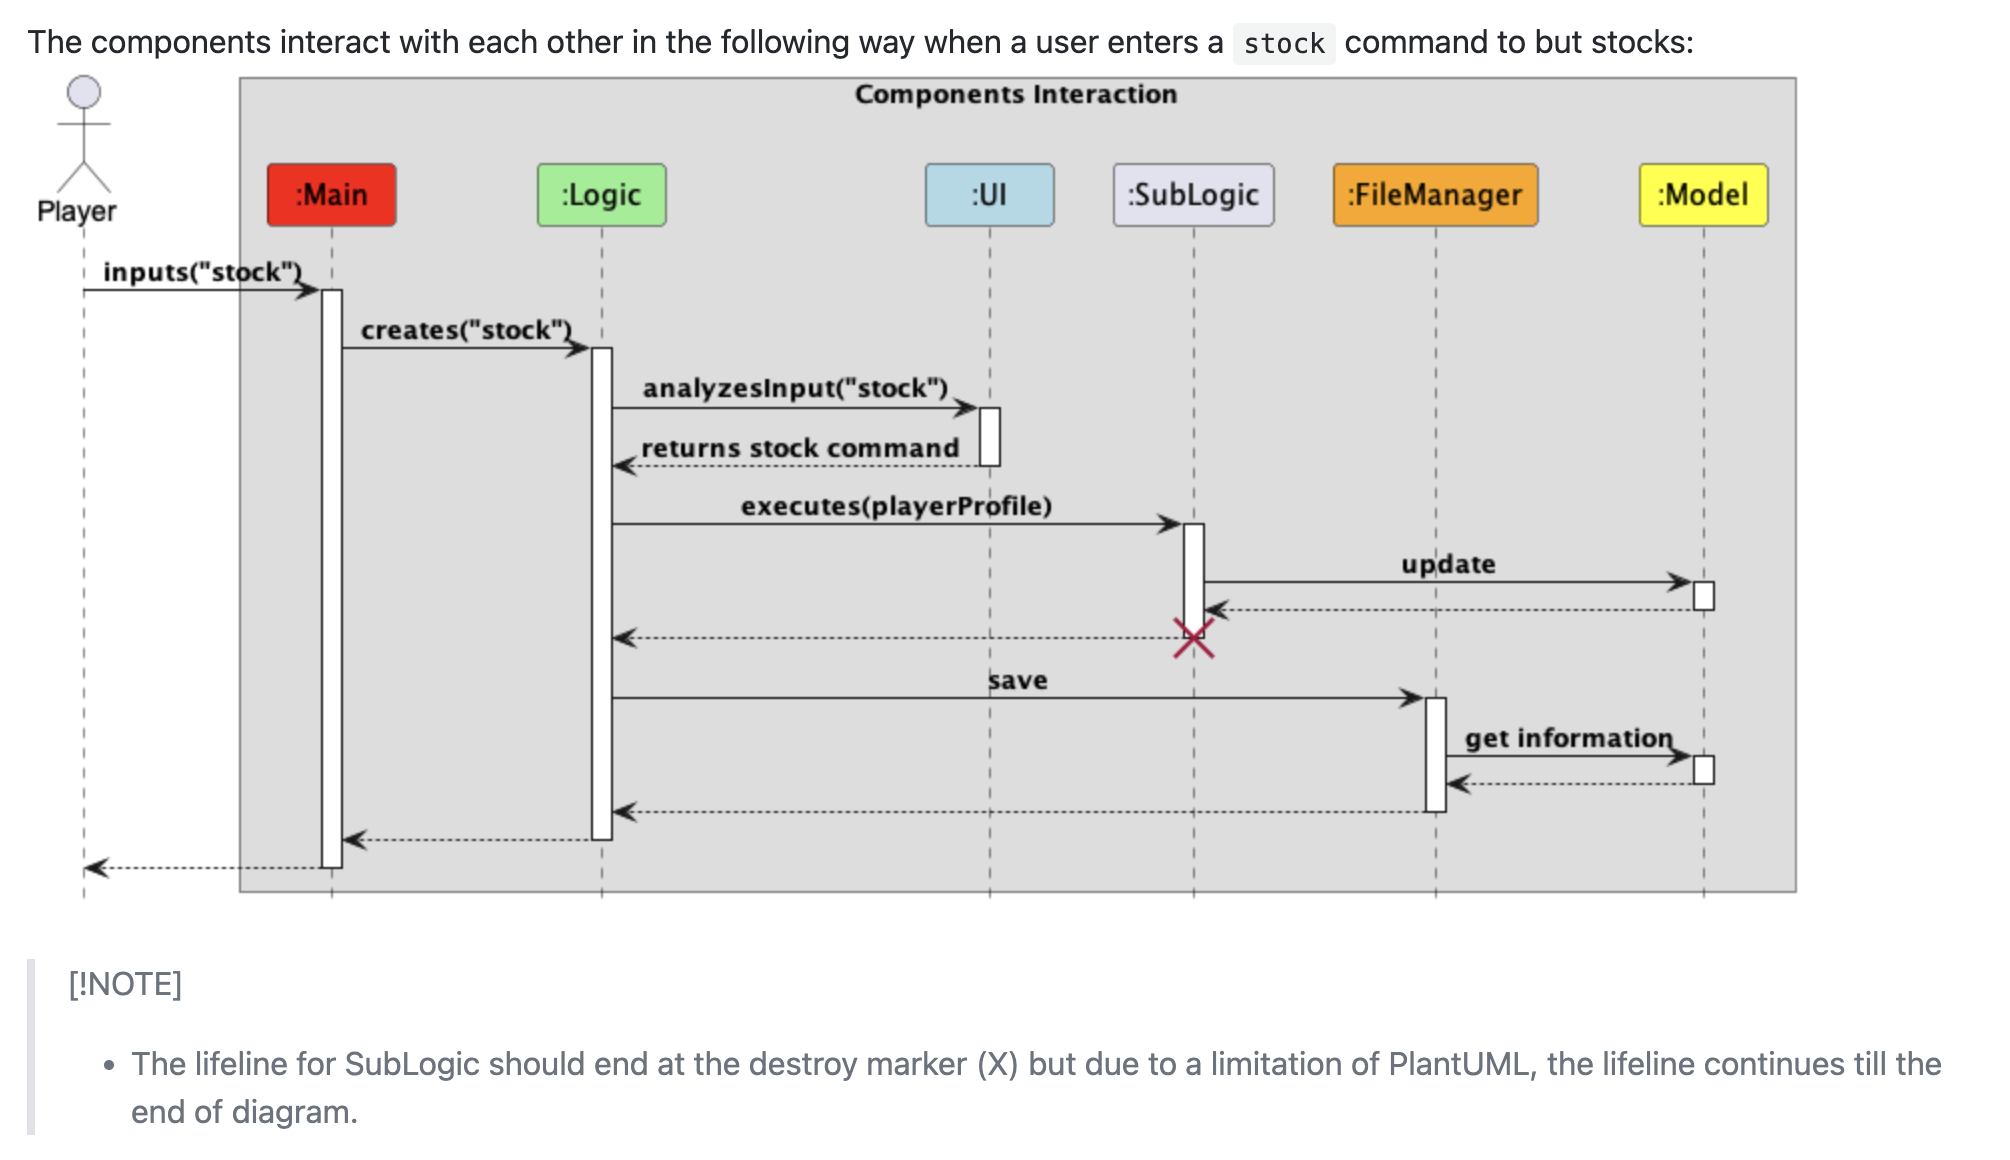 The components interact with each other in the following way when a user enters a stock command to but stocks:
Components Interaction
Player
:Main
:Logic
:UI
:SubLogic
:FileManager
:Model
inputs("stock")
creates("stock")
analyzesInput("stock")
returns stock command
executes(playerProfile)
update
save
get information
[!NOTE]
• The lifeline for SubLogic should end at the destroy marker (X) but due to a limitation of PlantUML, the lifeline continues till the
end of diagram.